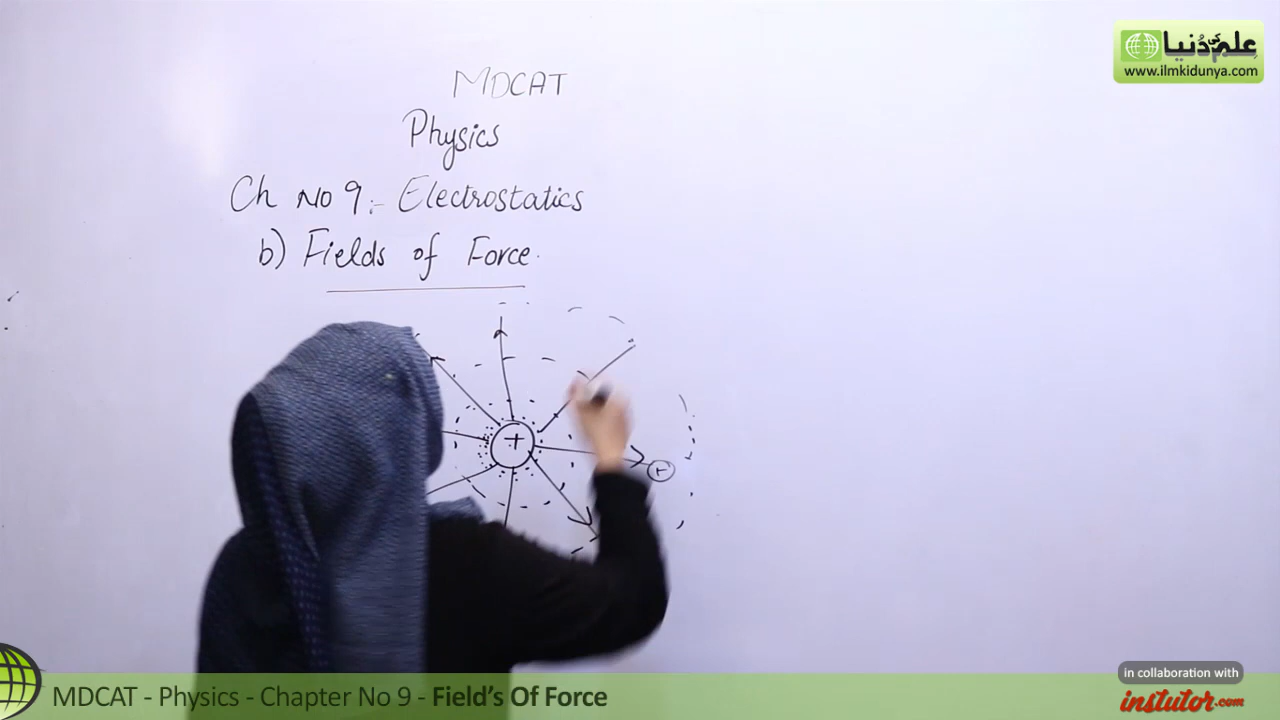 علم کی دنیا
www.ilmkidunya.com
MDCAT
Physics
Ch No 9:- Electrostatics
b) Fields of Force.
+
+
in collaboration with
instutor.com
MDCAT - Physics - Chapter No 9 - Field's Of Force